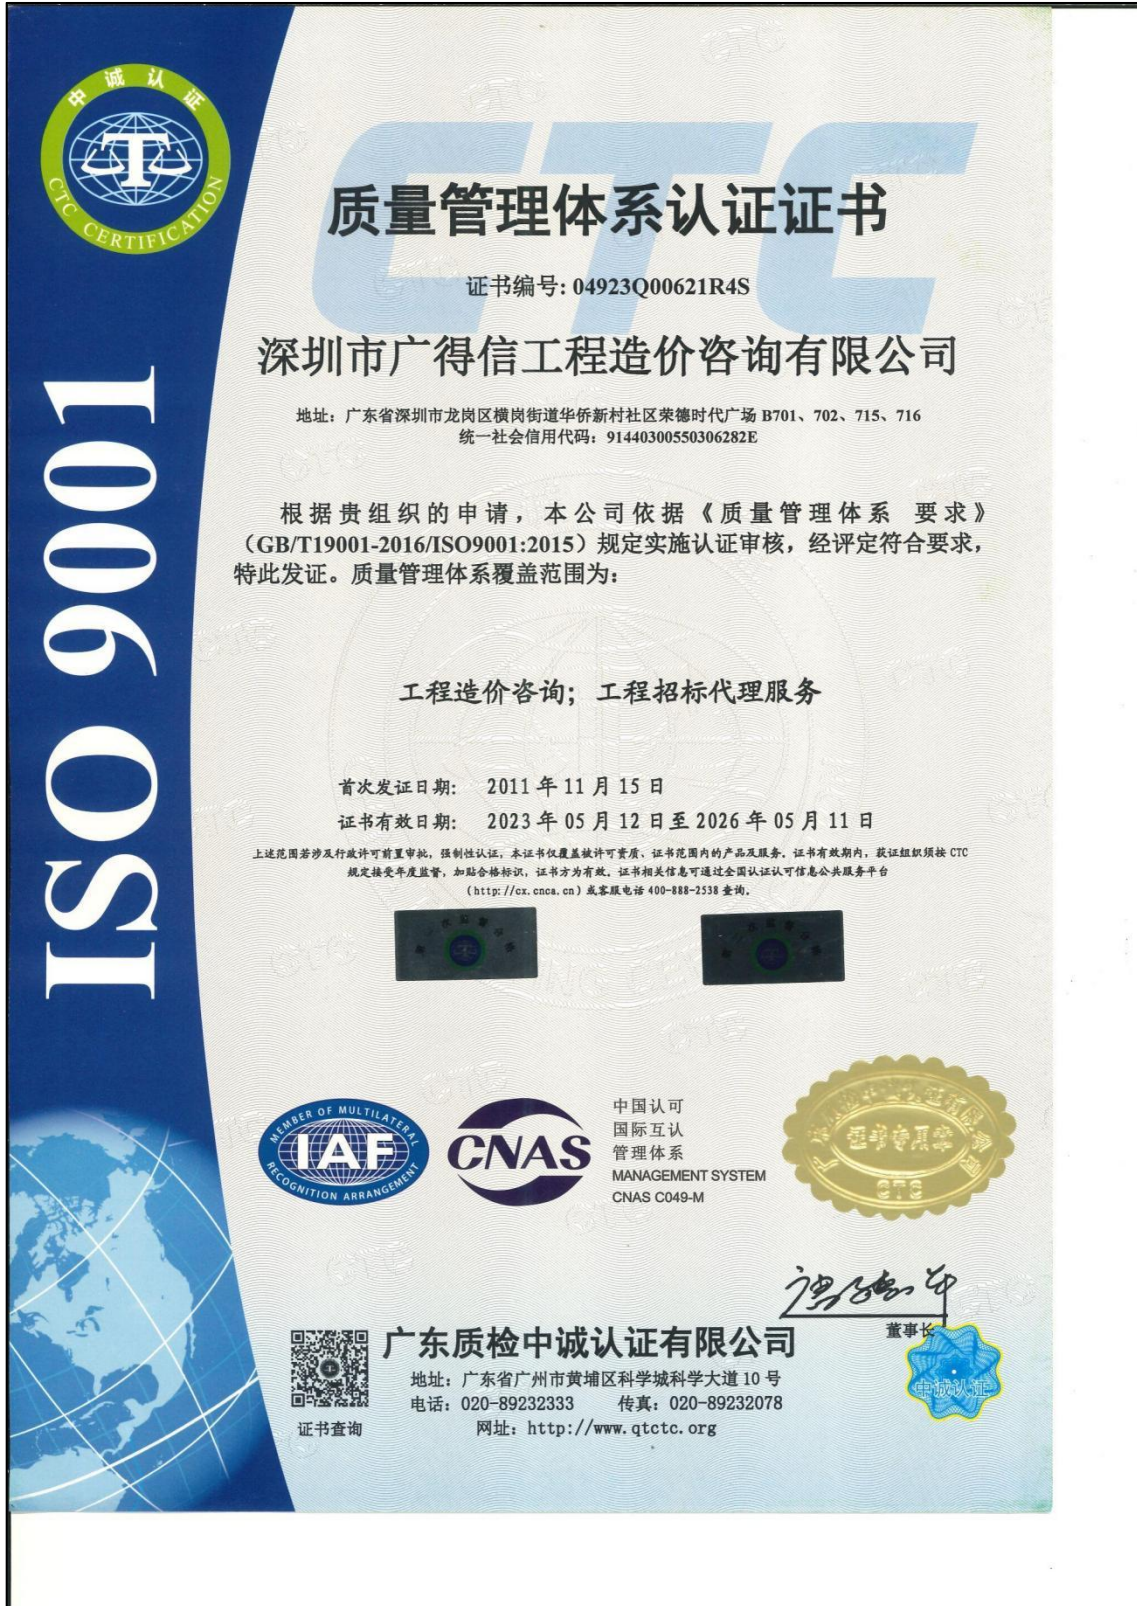 中诚认证
CTC CERTIFICATION
ISO 9001
CTC
质量管理体系认证证书
证书编号: 04923Q00621R4S
深圳市广得信工程造价咨询有限公司
地址：广东省深圳市龙岗区横岗街道华侨新村社区荣德时代广场 B701、702、715、716
统一社会信用代码：91440300550306282E
根据贵组织的申请，本公司依据《质量管理体系 要求》
（GB/T19001-2016/ISO9001:2015）规定实施认证审核，经评定符合要求，
特此发证。质量管理体系覆盖范围为：
工程造价咨询；工程招标代理服务
首次发证日期： 2011 年 11 月 15 日
证书有效日期： 2023 年 05 月 12 日至 2026 年 05 月 11 日
上述范围若涉及行政许可前置审批，强制性认证，本证书仅覆盖被许可资质、证书范围内的产品及服务。证书有效期内，获证组织须按 CTC
规定接受年度监督，加贴合格标识，证书方为有效。证书相关信息可通过全国认证认可信息公共服务平台
（http://cx.cnca.cn）或客服电话 400-888-2538 查询。
MEMBER OF MULTILATERAL
IAF
RECOGNITION ARRANGEMENT
CNAS
中国认可
国际互认
管理体系
MANAGEMENT SYSTEM
CNAS C049-M
证书专用章
CTC
董事长
中诚认证
广东质检中诚认证有限公司
地址：广东省广州市黄埔区科学城科学大道 10 号
电话：020-89232333 传真：020-89232078
网址：http://www.qtctc.org
证书查询